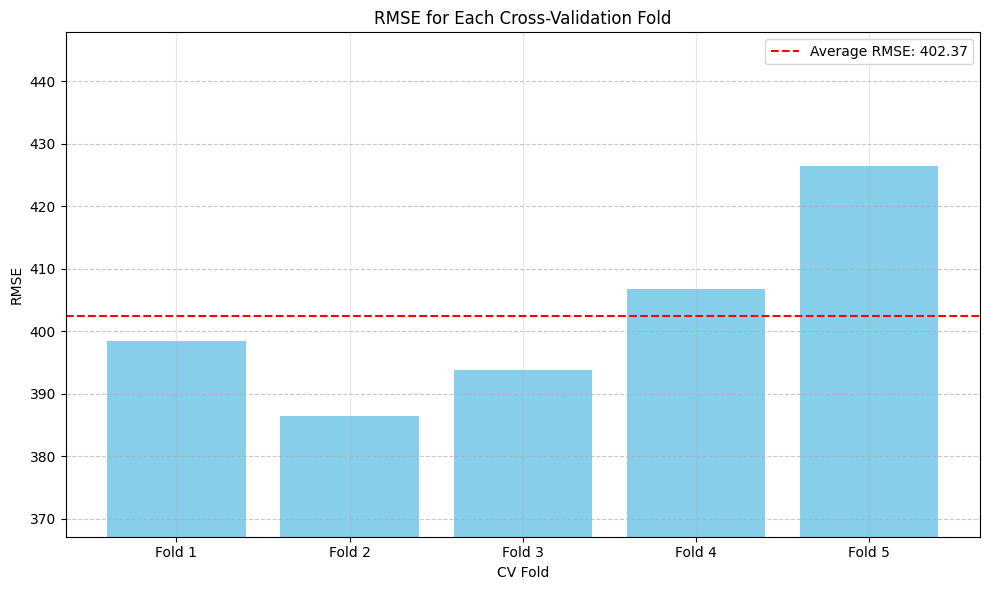 RMSE for Each Cross-Validation Fold
Average RMSE: 402.37
440
430
420
410
400
390
380
370
RMSE
Fold 1
Fold 2
Fold 3
Fold 4
Fold 5
CV Fold